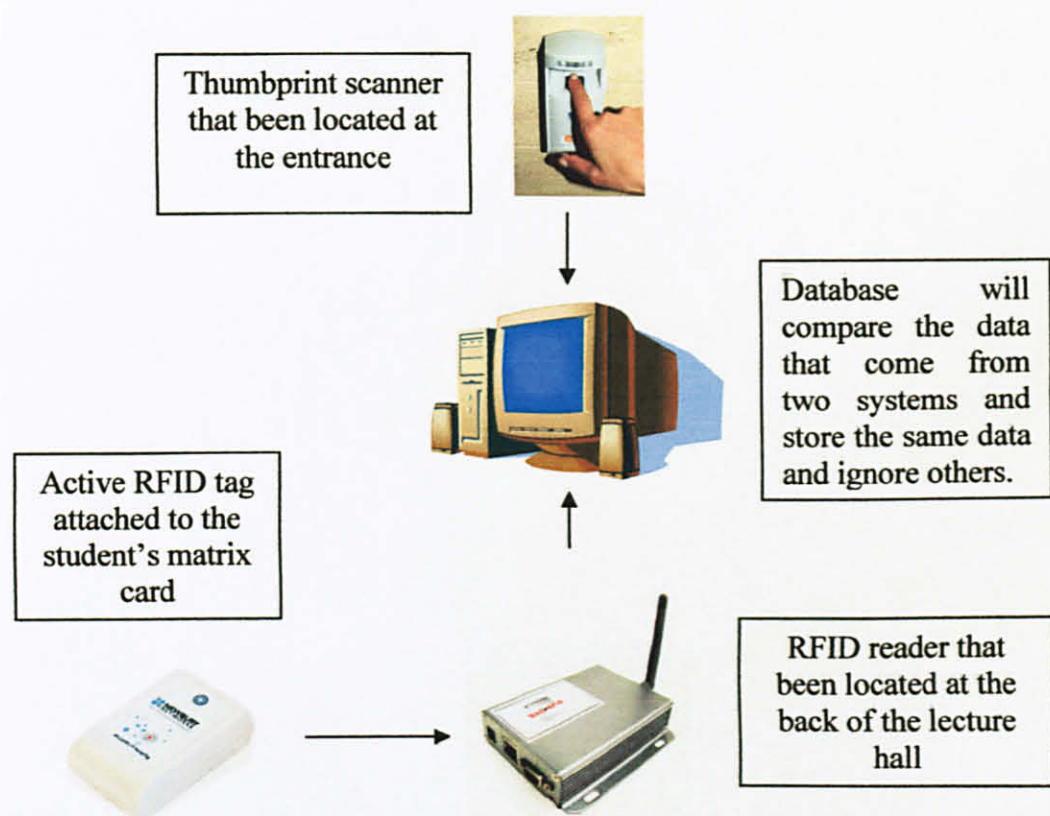 Thumbprint scanner
that been located at
the entrance
Database will
compare the data
that come from
two systems and
store the same data
and ignore others.
Active RFID tag
attached to the
student’s matrix
card
RFID reader that
been located at the
back of the lecture
hall